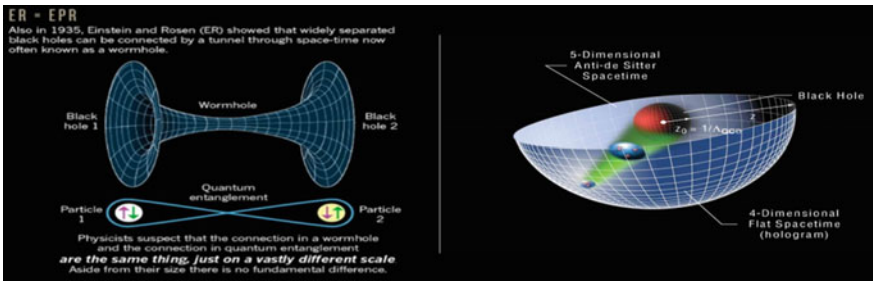 ER = EPR
Also in 1935, Einstein and Rosen (ER) showed that widely separated
black holes can be connected by a tunnel through space-time now
often known as a wormhole.
Black
hole 1
Wormhole
Black
hole 2
Quantum
entanglement
Particle
1
Particle
2
Physicists suspect that the connection in a wormhole
and the connection in quantum entanglement
are the same thing, just on a vastly different scale
Aside from their size there is no fundamental difference.
5-Dimensional
Anti-de Sitter
Spacetime
Black Hole
z
z₀ = 1/ΛQCD
4-Dimensional
Flat Spacetime
(hologram)